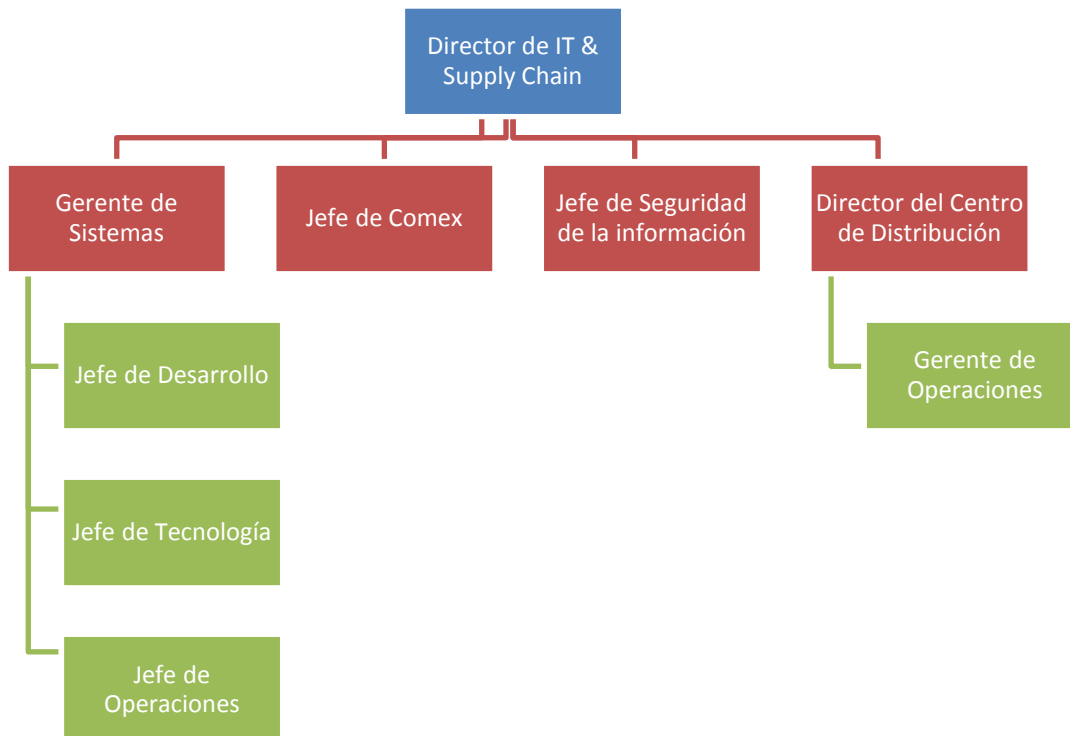 Director de IT &
Supply Chain
Gerente de
Sistemas
Jefe de Comex
Jefe de Seguridad
de la información
Director del Centro
de Distribución
Jefe de Desarrollo
Gerente de
Operaciones
Jefe de Tecnología
Jefe de
Operaciones